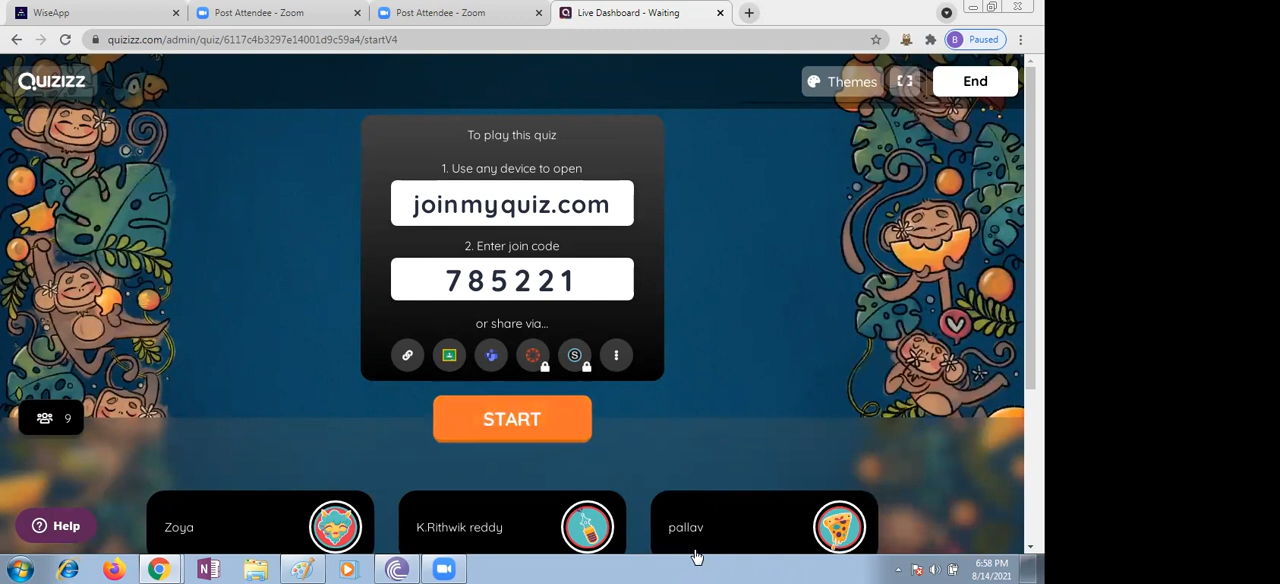 WiseApp
Post Attendee - Zoom
Post Attendee - Zoom
Live Dashboard - Waiting
quizizz.com/admin/quiz/6117c4b3297e14001d9c59a4/startV4
B
Paused
QUIZIZZ
Themes
End
To play this quiz
1. Use any device to open
joinmyquiz.com
2. Enter join code
785221
or share via...
START
9
Help
Zoya
K.Rithwik reddy
pallav
6:58 PM
8/14/2021